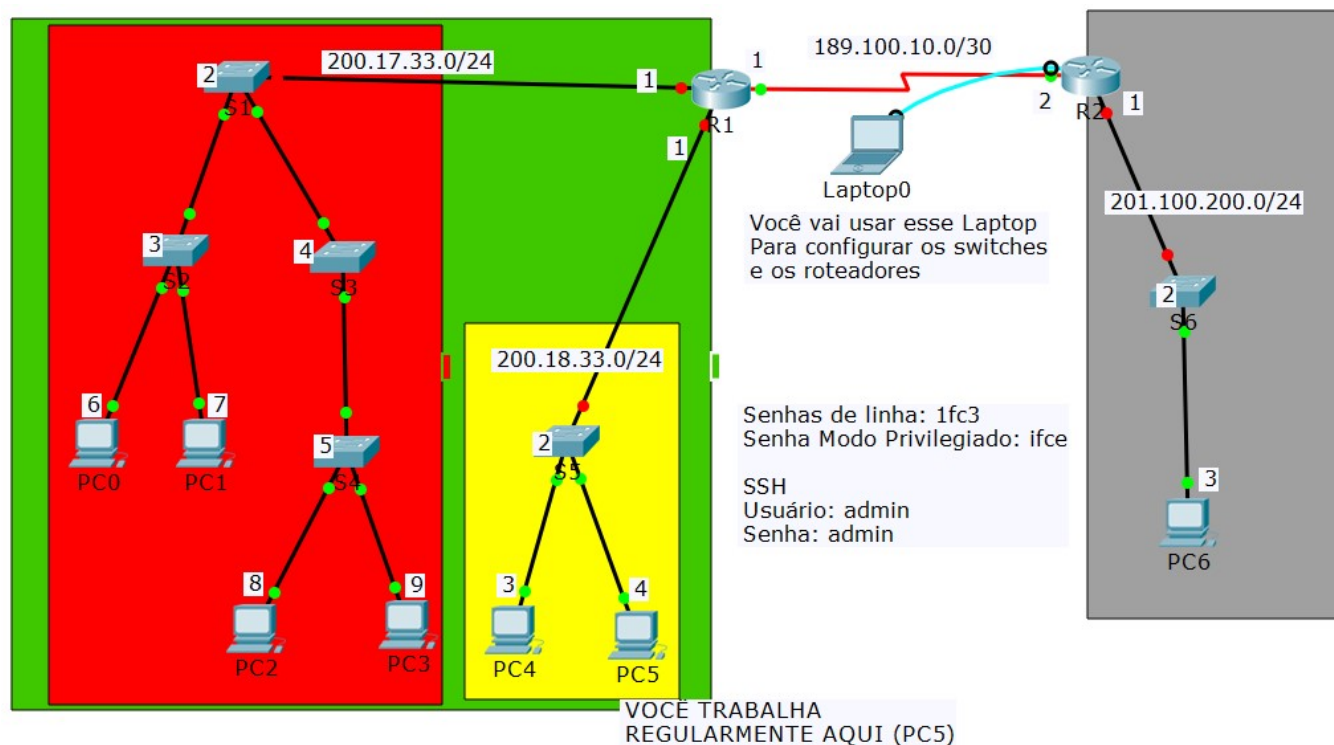 200.17.33.0/24
189.100.10.0/30
2
S1
1
1
R1
1
2
R2
1
Laptop0
Você vai usar esse Laptop
Para configurar os switches
e os roteadores
201.100.200.0/24
3
S2
4
S3
2
S6
200.18.33.0/24
6
PC0
7
PC1
5
S4
2
S5
Senhas de linha: 1fc3
Senha Modo Privilegiado: ifce
SSH
Usuário: admin
Senha: admin
3
PC6
8
PC2
9
PC3
3
PC4
4
PC5
VOCÊ TRABALHA
REGULARMENTE AQUI (PC5)